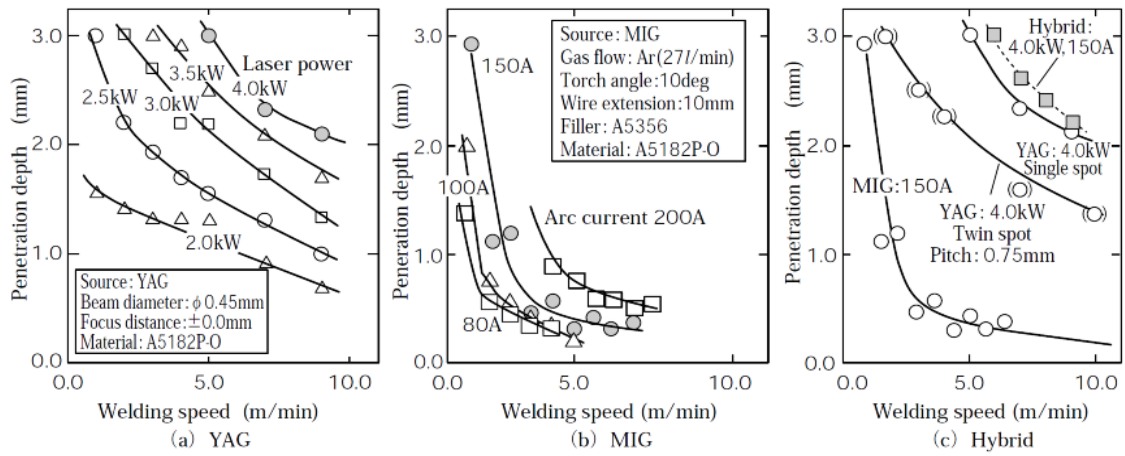 3.0
2.0
1.0
0.0
0.0
5.0
10.0
Penetration depth (mm)
Welding speed (m/min)
Laser power
4.0kW
3.5kW
3.0kW
2.5kW
2.0kW
Source : YAG
Beam diameter : φ 0.45mm
Focus distance : ±0.0mm
Material : A5182P-O
(a) YAG
3.0
2.0
1.0
0.0
0.0
5.0
10.0
Penetration depth (mm)
Welding speed (m/min)
150A
100A
80A
Arc current 200A
Source : MIG
Gas flow : Ar(27l/min)
Torch angle : 10deg
Wire extension : 10mm
Filler : A5356
Material : A5182P-O
(b) MIG
3.0
2.0
1.0
0.0
0.0
5.0
10.0
Penetration depth (mm)
Welding speed (m/min)
Hybrid :
4.0kW,150A
YAG : 4.0kW
Single spot
MIG : 150A
YAG : 4.0kW
Twin spot
Pitch : 0.75mm
(c) Hybrid